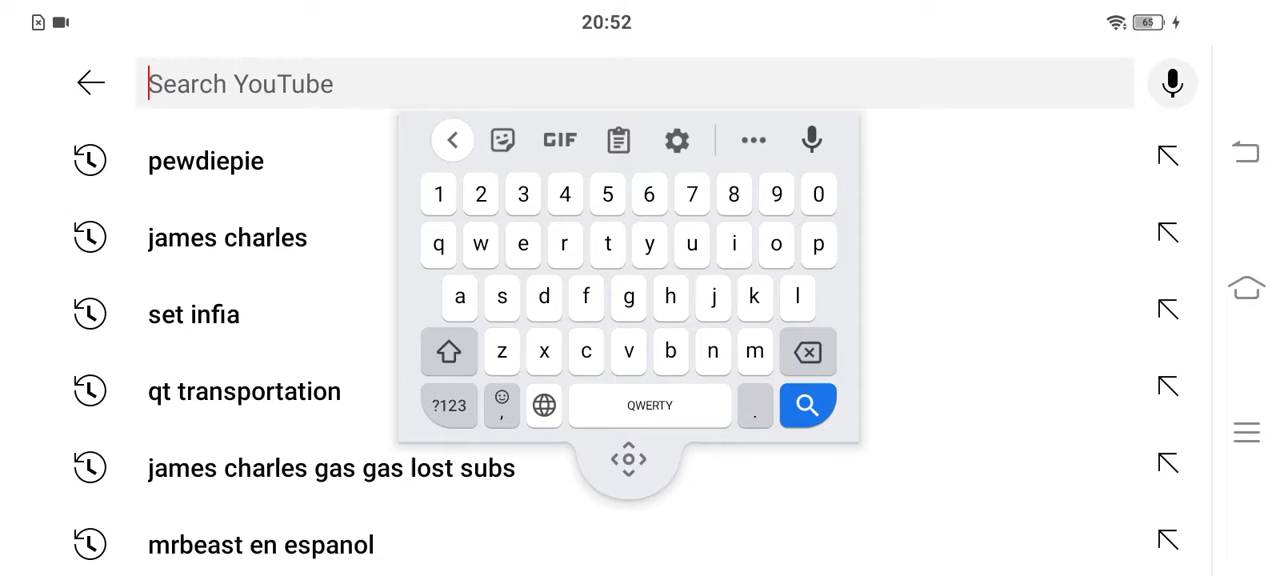 20:52
65
Search YouTube
GIF
pewdiepie
1 2 3 4 5 6 7 8 9 0
james charles
q w e r t y u i o p
set infia
a s d f g h j k l
z x c v b n m
qt transportation
?123 , QWERTY .
james charles gas gas lost subs
mrbeast en espanol